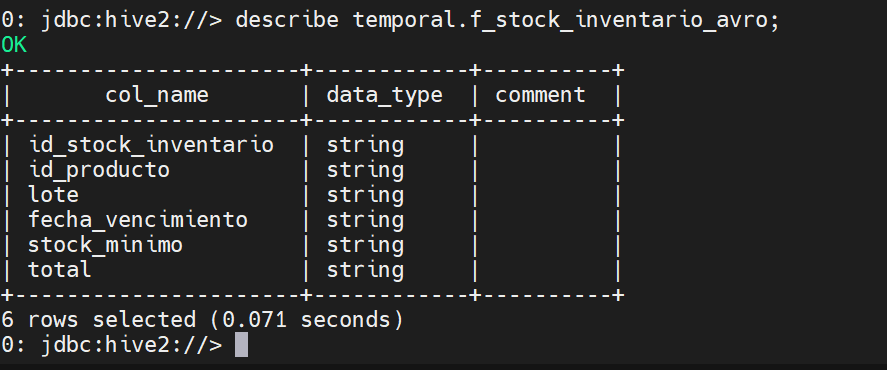 0: jdbc:hive2://> describe temporal.f_stock_inventario_avro;
OK
+----------------------+------------+----------+
|       col_name       | data_type  | comment  |
+----------------------+------------+----------+
| id_stock_inventario  | string     |          |
| id_producto          | string     |          |
| lote                 | string     |          |
| fecha_vencimiento    | string     |          |
| stock_minimo         | string     |          |
| total                | string     |          |
+----------------------+------------+----------+
6 rows selected (0.071 seconds)
0: jdbc:hive2://>